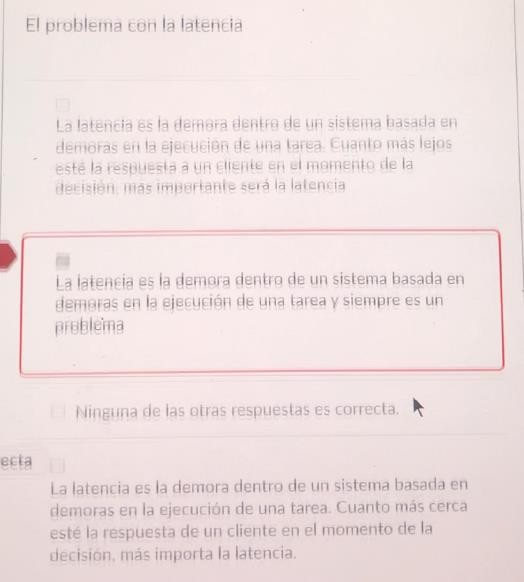 El problema con la latencia
La latencia es la demora dentro de un sistema basada en
demoras en la ejecución de una tarea. Cuanto más lejos
esté la respuesta a un cliente en el momento de la
decisión, más importante será la latencia
La latencia es la demora dentro de un sistema basada en
demoras en la ejecución de una tarea y siempre es un
problema
Ninguna de las otras respuestas es correcta.
ecta
La latencia es la demora dentro de un sistema basada en
demoras en la ejecución de una tarea. Cuanto más cerca
esté la respuesta de un cliente en el momento de la
decisión, más importa la latencia.